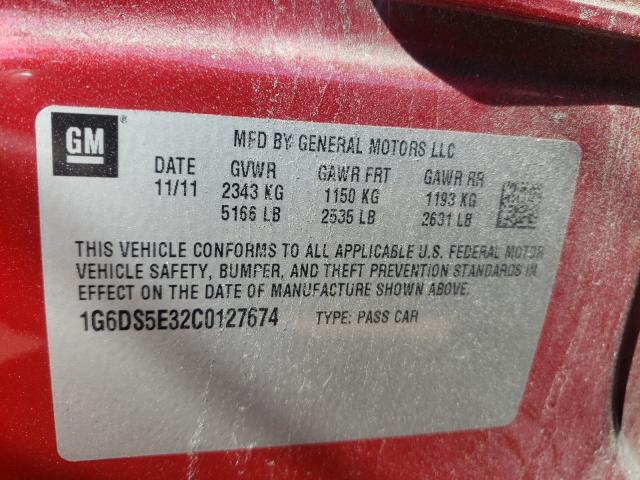 GM®
MFD BY GENERAL MOTORS LLC
DATE GVWR GAWR FRT GAWR RR
11/11 2343 KG 1150 KG 1193 KG
5166 LB 2535 LB 2631 LB
THIS VEHICLE CONFORMS TO ALL APPLICABLE U.S. FEDERAL MOTOR
VEHICLE SAFETY, BUMPER, AND THEFT PREVENTION STANDARDS IN
EFFECT ON THE DATE OF MANUFACTURE SHOWN ABOVE.
1G6DS5E32C0127674 TYPE: PASS CAR